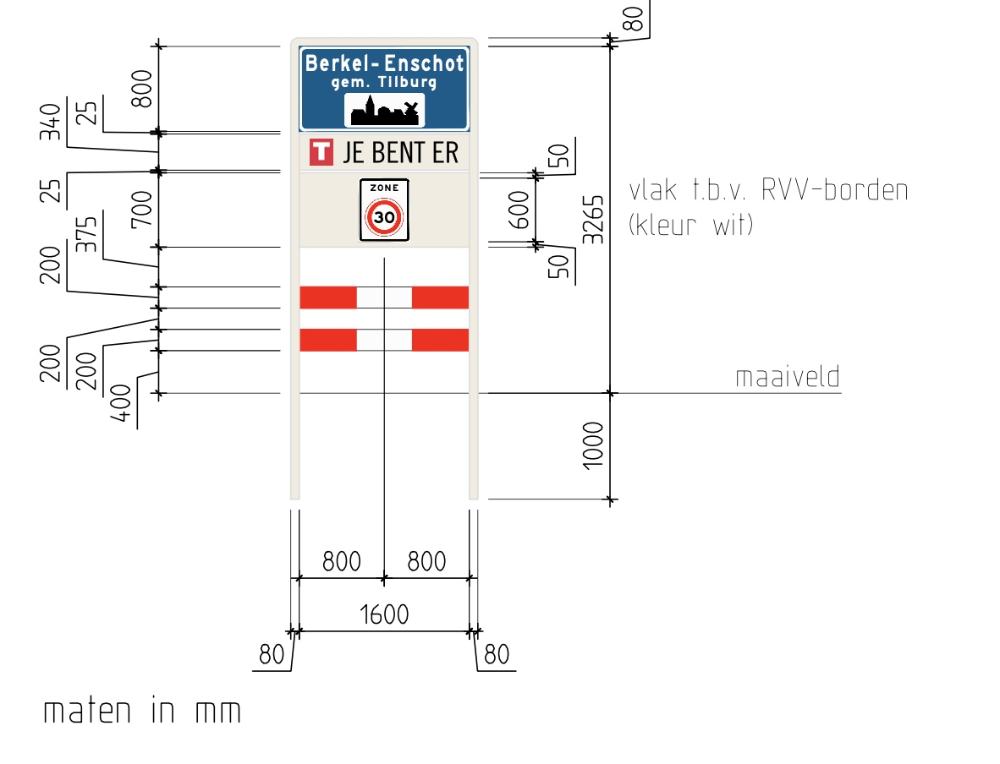 80
Berkel-Enschot
gem. Tilburg
800
25
340
T JE BENT ER
50
25
700
ZONE
30
600
3265
vlak t.b.v. RVV-borden
(kleur wit)
375
200
50
200
200
400
maaiveld
1000
800
800
1600
80
80
maten in mm